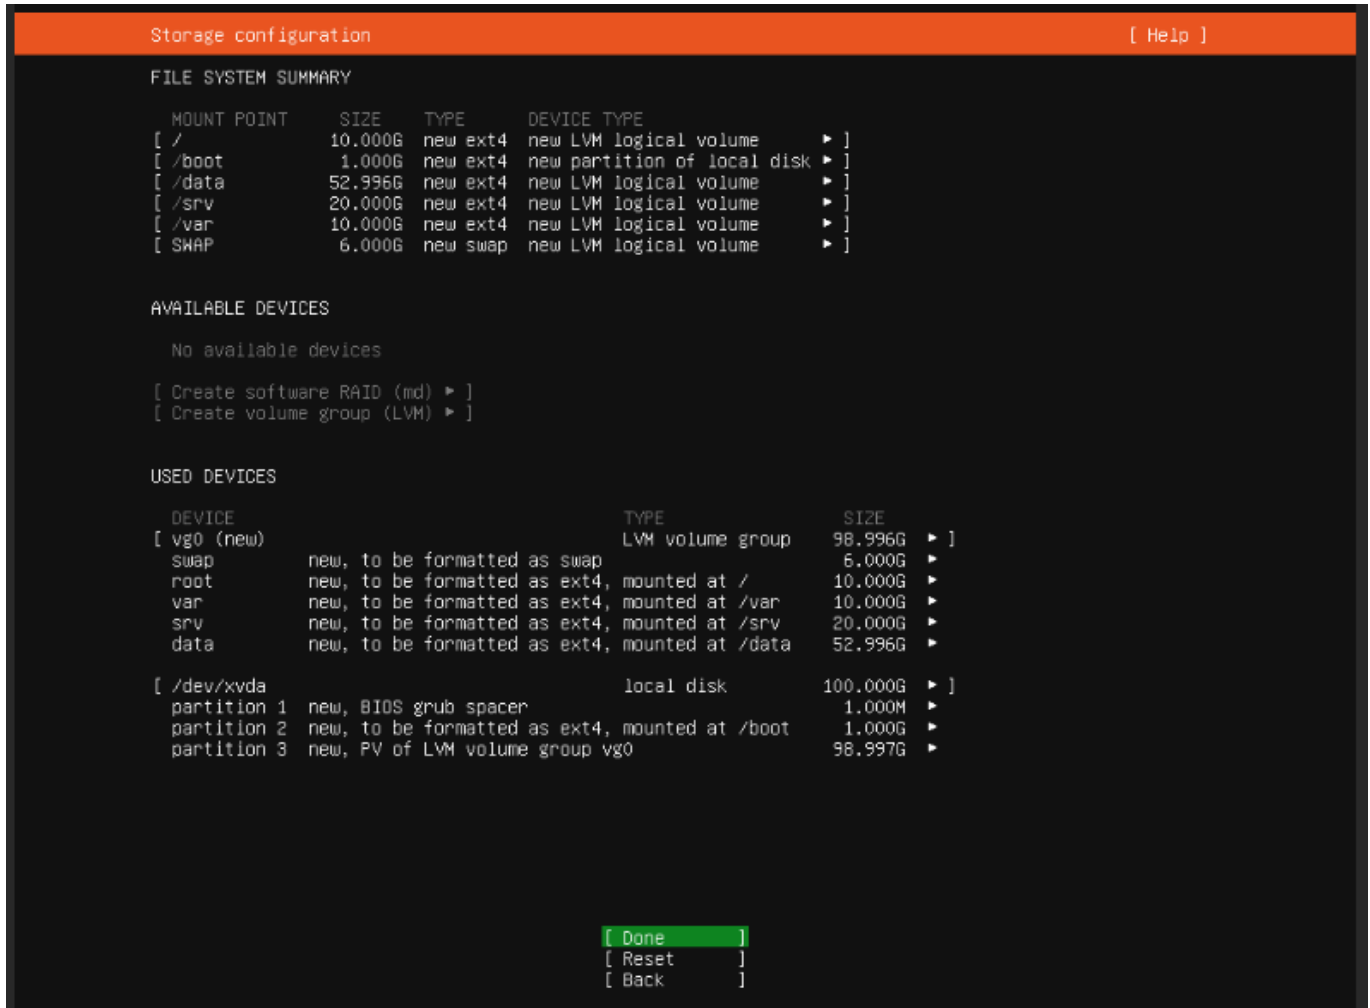 Storage configuration [ Help ]
FILE SYSTEM SUMMARY
MOUNT POINT SIZE TYPE DEVICE TYPE
[ / 10.000G new ext4 new LVM logical volume ▸ ]
[ /boot 1.000G new ext4 new partition of local disk ▸ ]
[ /data 52.996G new ext4 new LVM logical volume ▸ ]
[ /srv 20.000G new ext4 new LVM logical volume ▸ ]
[ /var 10.000G new ext4 new LVM logical volume ▸ ]
[ SWAP 6.000G new swap new LVM logical volume ▸ ]
AVAILABLE DEVICES
No available devices
[ Create software RAID (md) ▸ ]
[ Create volume group (LVM) ▸ ]
USED DEVICES
DEVICE TYPE SIZE
[ vg0 (new) LVM volume group 98.996G ▸ ]
swap new, to be formatted as swap 6.000G ▸
root new, to be formatted as ext4, mounted at / 10.000G ▸
var new, to be formatted as ext4, mounted at /var 10.000G ▸
srv new, to be formatted as ext4, mounted at /srv 20.000G ▸
data new, to be formatted as ext4, mounted at /data 52.996G ▸
[ /dev/xvda local disk 100.000G ▸ ]
partition 1 new, BIOS grub spacer 1.000M ▸
partition 2 new, to be formatted as ext4, mounted at /boot 1.000G ▸
partition 3 new, PV of LVM volume group vg0 98.997G ▸
[ Done ]
[ Reset ]
[ Back ]